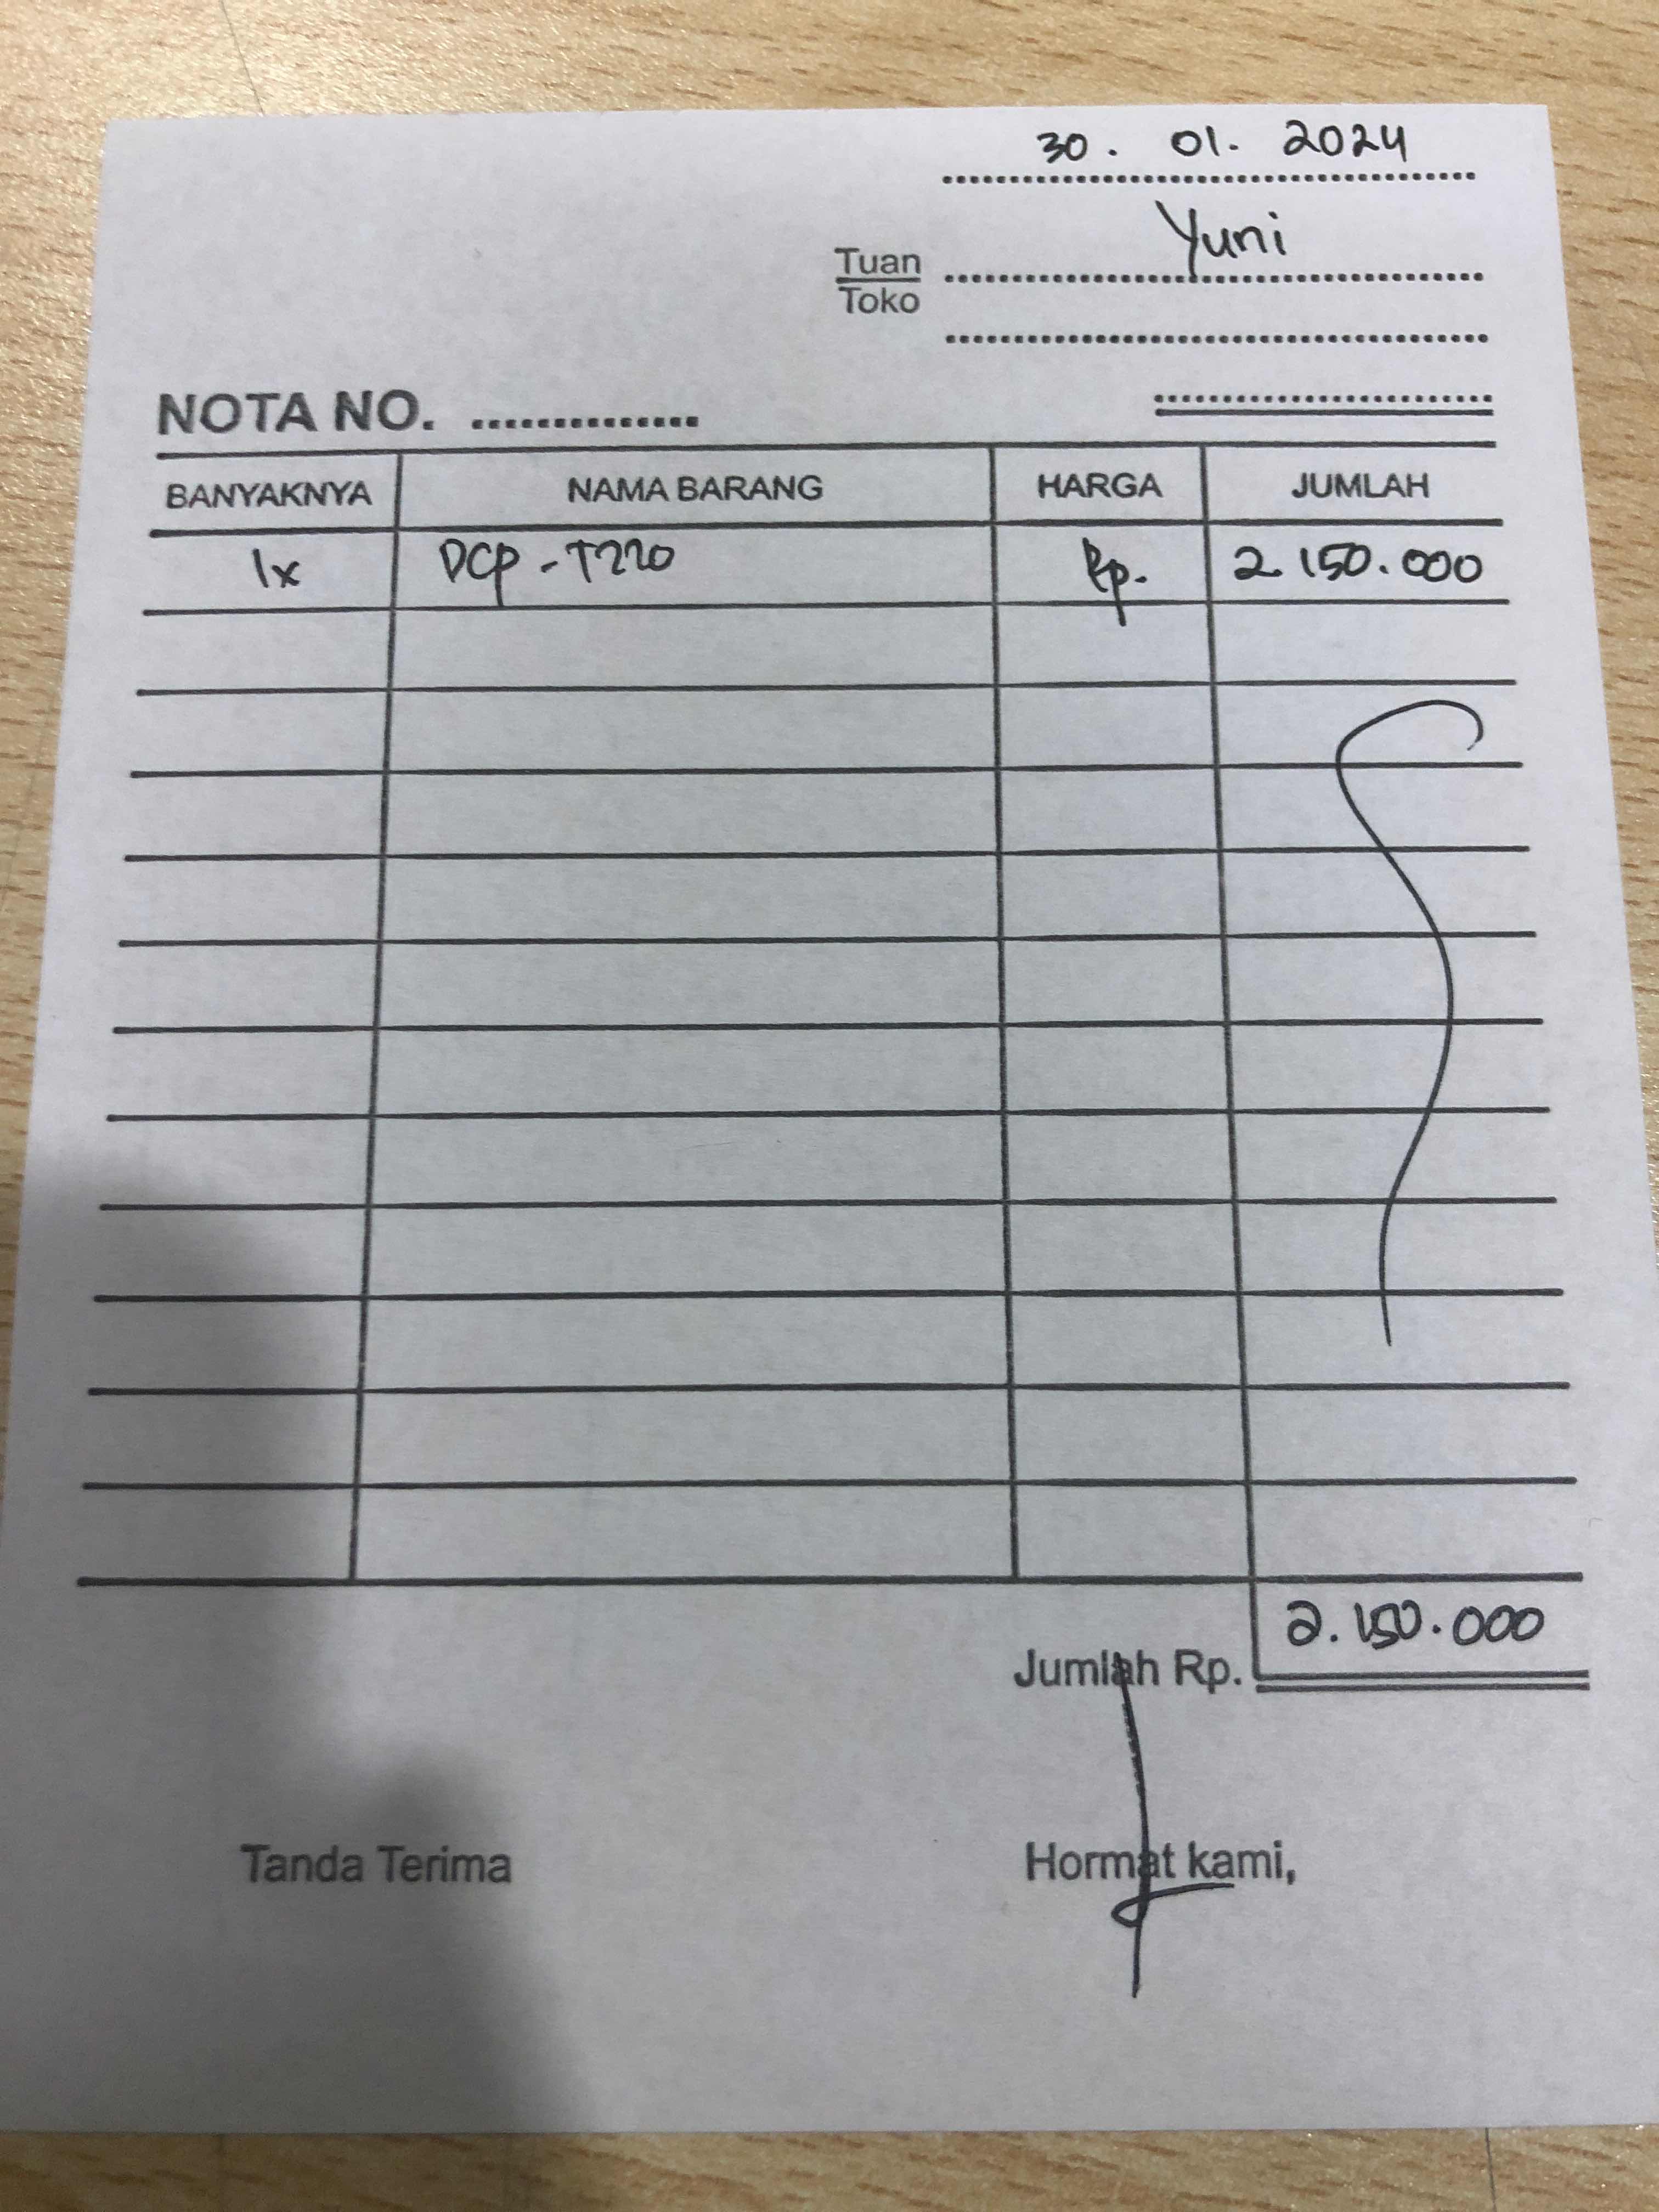 30. 01. 2024
Yuni
Tuan
Toko
NOTA NO. ..............
BANYAKNYA NAMA BARANG HARGA JUMLAH
1x DCP - T220 Rp. 2.150.000
Jumlah Rp. 2.150.000
Tanda Terima Hormat kami,